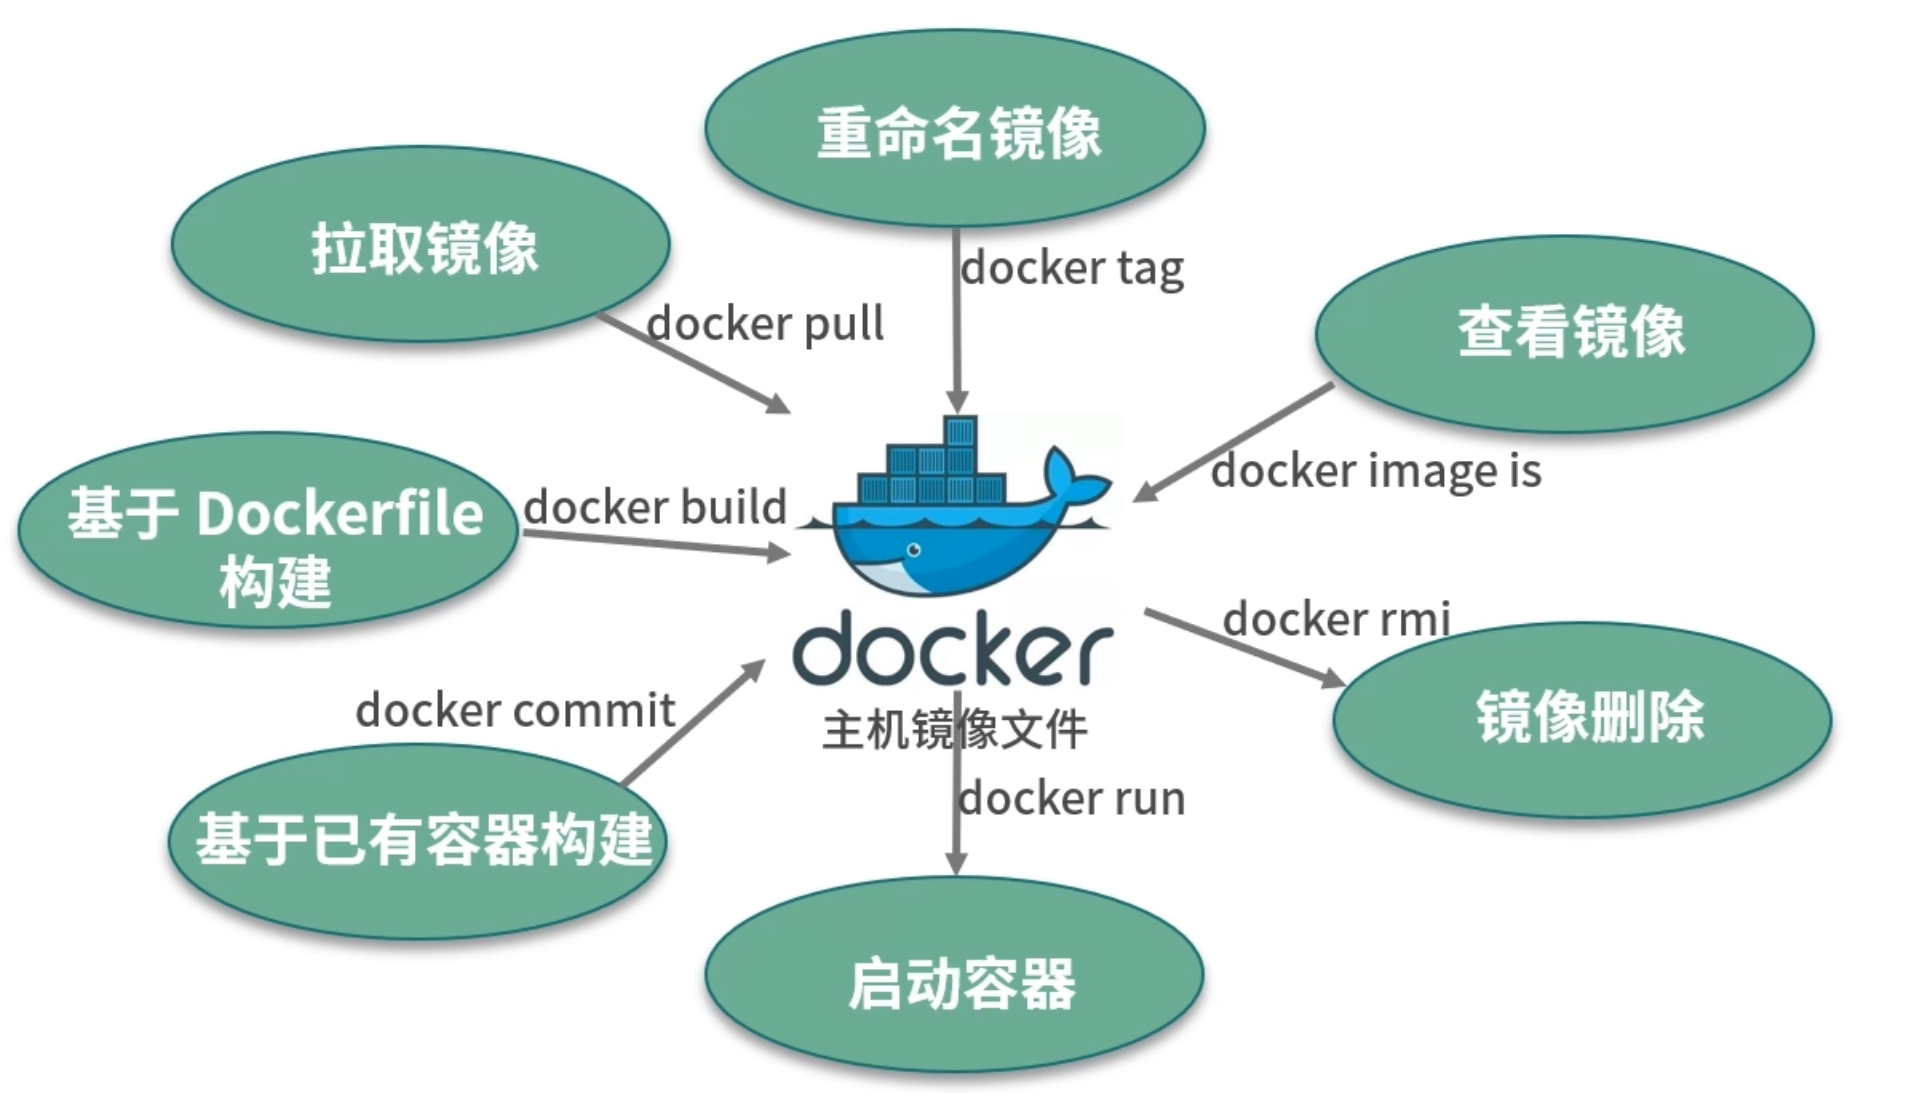 重命名镜像
拉取镜像
docker tag
docker pull
查看镜像
docker image is
基于 Dockerfile
构建
docker build
docker rmi
docker
docker commit
主机镜像文件
镜像删除
docker run
基于已有容器构建
启动容器